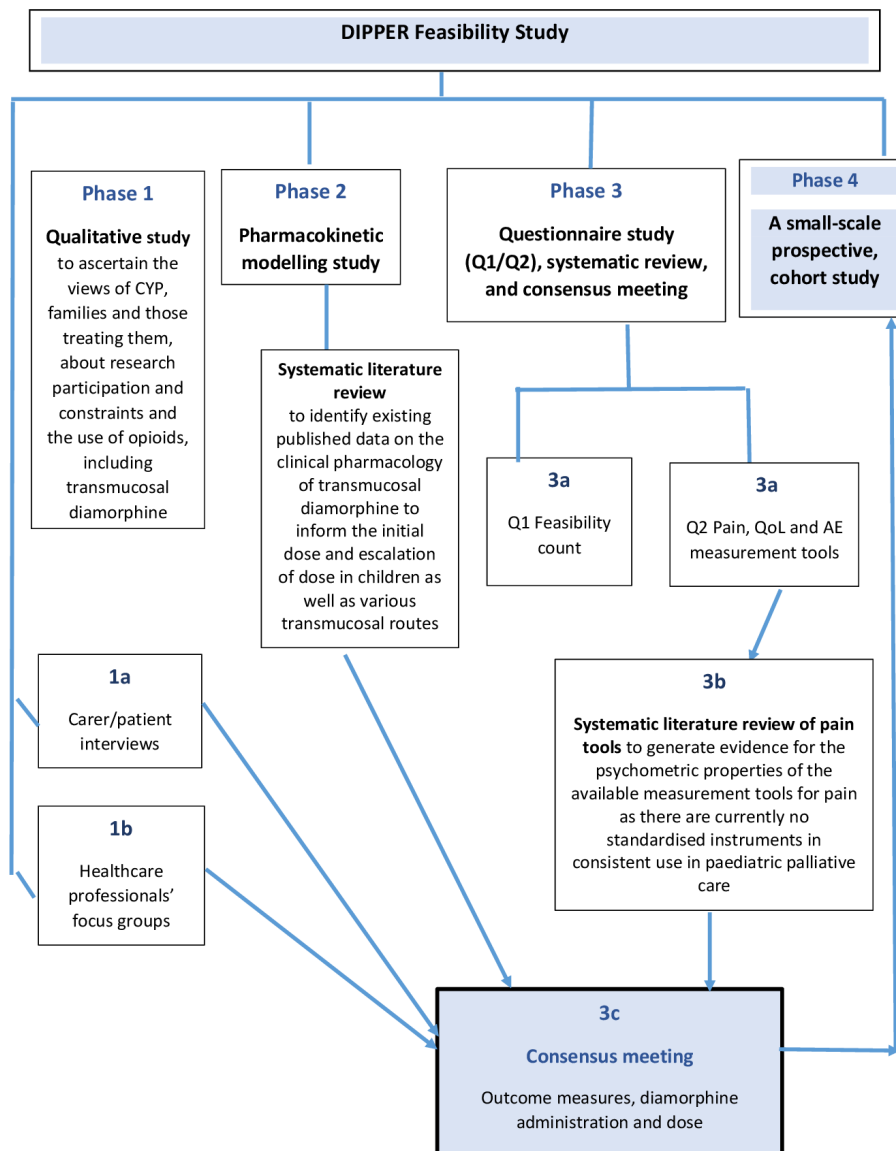 DIPPER Feasibility Study
Phase 1
Qualitative study
to ascertain the
views of CYP,
families and those
treating them,
about research
participation and
constraints and
the use of opioids,
including
transmucosal
diamorphine
Phase 2
Pharmacokinetic
modelling study
Phase 3
Questionnaire study
(Q1/Q2), systematic review,
and consensus meeting
Phase 4
A small-scale
prospective,
cohort study
Systematic literature
review
to identify existing
published data on the
clinical pharmacology
of transmucosal
diamorphine to
inform the initial
dose and escalation
of dose in children as
well as various
transmucosal routes
3a
Q1 Feasibility
count
3a
Q2 Pain, QoL and AE
measurement tools
1a
Carer/patient
interviews
3b
Systematic literature review of pain
tools to generate evidence for the
psychometric properties of the
available measurement tools for pain
as there are currently no
standardised instruments in
consistent use in paediatric palliative
care
1b
Healthcare
professionals’
focus groups
3c
Consensus meeting
Outcome measures, diamorphine
administration and dose